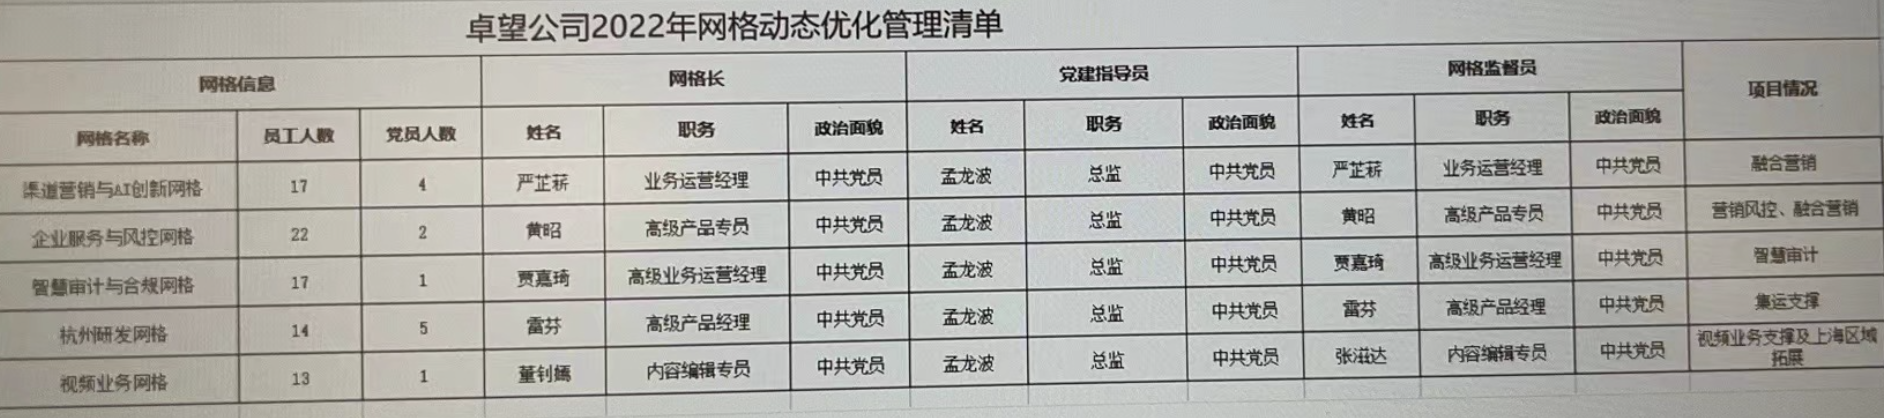 卓望公司2022年网格动态优化管理清单
网格信息 网格长 党建指导员 网格监督员 项目情况
网格名称 员工人数 党员人数 姓名 职务 政治面貌 姓名 职务 政治面貌 姓名 职务 政治面貌
渠道营销与AI创新网格 17 4 严芷萩 业务运营经理 中共党员 孟龙波 总监 中共党员 严芷萩 业务运营经理 中共党员 融合营销
企业服务与风控网格 22 2 黄昭 高级产品专员 中共党员 孟龙波 总监 中共党员 黄昭 高级产品专员 中共党员 营销风控、融合营销
智慧审计与合规网格 17 1 贾嘉琦 高级业务运营经理 中共党员 孟龙波 总监 中共党员 贾嘉琦 高级业务运营经理 中共党员 智慧审计
杭州研发网格 14 5 雷芬 高级产品经理 中共党员 孟龙波 总监 中共党员 雷芬 高级产品经理 中共党员 集运支撑
视频业务网格 13 1 董钊嫣 内容编辑专员 中共党员 孟龙波 总监 中共党员 张滋达 内容编辑专员 中共党员 视频业务支撑及上海区域
拓展